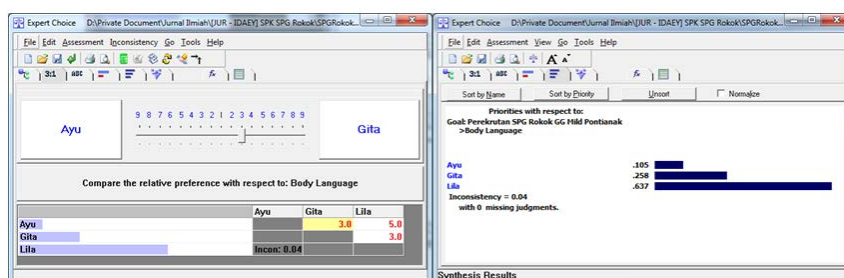 Expert Choice D:\Private Document\Jurnal Ilmiah\[JUR - IDAEY] SPK SPG Rokok\SPGRokok...
File Edit Assessment Inconsistency Go Tools Help
3:1 ABC
Ayu
9 8 7 6 5 4 3 2 1 2 3 4 5 6 7 8 9
Gita
Compare the relative preference with respect to: Body Language
Ayu Gita Lila
Ayu 3.0 5.0
Gita 3.0
Lila Incon: 0.04
Expert Choice D:\Private Document\Jurnal Ilmiah\[JUR - IDAEY] SPK SPG Rokok\SPGRokok...
File Edit Assessment View Go Tools Help
3:1 ABC
Sort by Name Sort by Priority Unsort Normalize
Priorities with respect to:
Goal: Perekrutan SPG Rokok GG Mild Pontianak
>Body Language
Ayu .105
Gita .258
Lila .637
Inconsistency = 0.04
with 0 missing judgments.
Synthesis Results